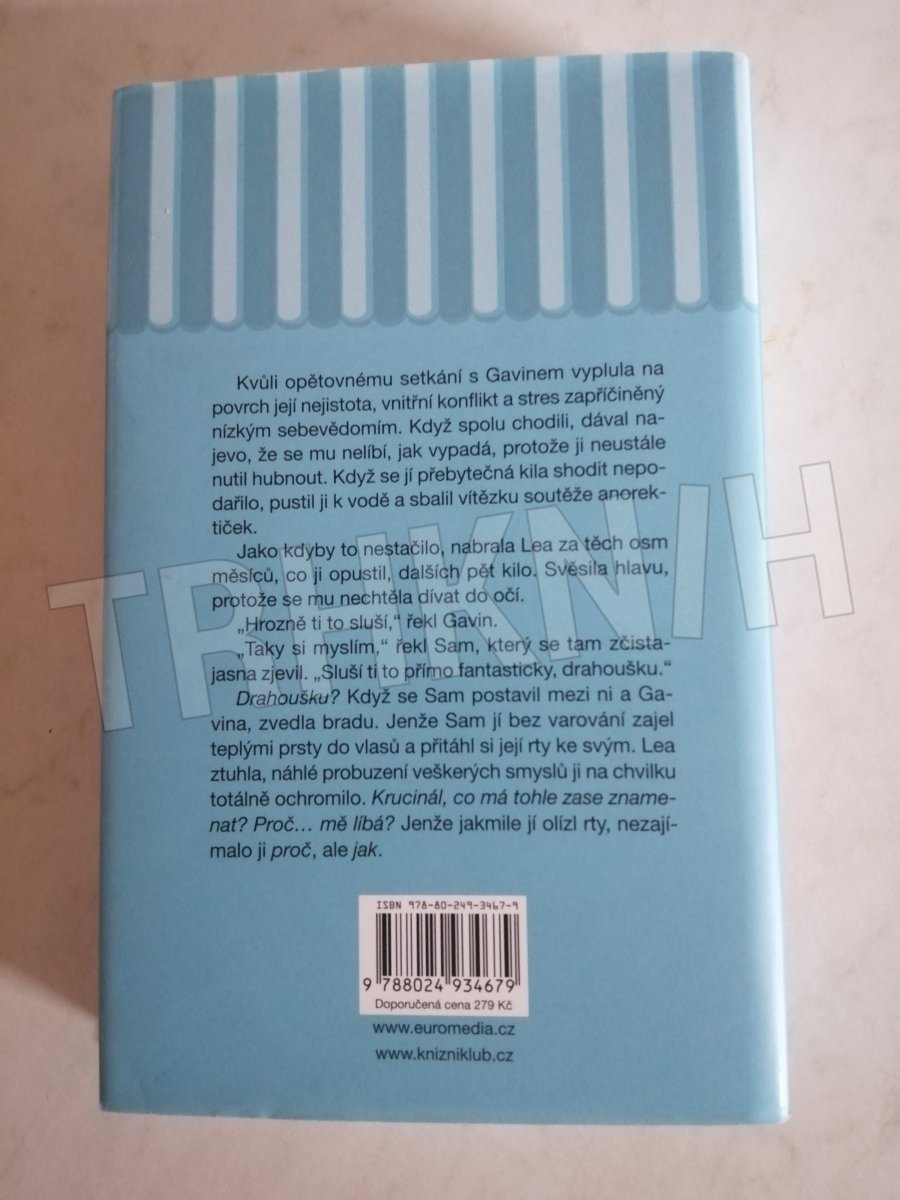 Kvůli opětovnému setkání s Gavinem vyplula na
povrch její nejistota, vnitřní konflikt a stres zapříčiněný
nízkým sebevědomím. Když spolu chodili, dával na-
jevo, že se mu nelíbí, jak vypadá, protože ji neustále
nutil hubnout. Když se jí přebytečná kila shodit nepo-
dařilo, pustil ji k vodě a sbalil vítězku soutěže anorek-
tiček.
Jako kdyby to nestačilo, nabrala Lea za těch osm
měsíců, co ji opustil, dalších pět kilo. Svěsila hlavu,
protože se mu nechtěla dívat do očí.
„Hrozně ti to sluší,“ řekl Gavin.
„Taky si myslím,“ řekl Sam, který se tam zčista-
jasna zjevil. „Sluší ti to přímo fantasticky, drahoušku.“
Drahoušku? Když se Sam postavil mezi ni a Ga-
vina, zvedla bradu. Jenže Sam jí bez varování zajel
teplými prsty do vlasů a přitáhl si její rty ke svým. Lea
ztuhla, náhlé probuzení veškerých smyslů ji na chvilku
totálně ochromilo. Krucinál, co má tohle zase zname-
nat? Proč... mě líbá? Jenže jakmile jí olízl rty, nezají-
malo ji proč, ale jak.
TRHKNIH
ISBN 978-80-249-3467-9
9 788024 934679
Doporučená cena 279 Kč
www.euromedia.cz
www.knizniklub.cz